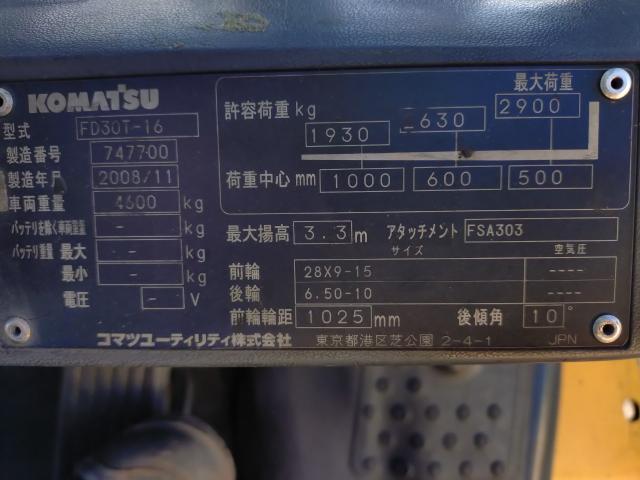 KOMATSU
型式 FD30T-16
製造番号 747700
製造年月 2008/11
車両重量 4600 kg
バッテリを除く車両重量 - kg
バッテリ重量 最大 - kg
最小 - kg
電圧 - V
最大荷重
許容荷重 kg 1930 2630 2900
荷重中心 mm 1000 600 500
最大揚高 3.3 m アタッチメント FSA303
サイズ 空気圧
前輪 28X9-15 ----
後輪 6.50-10 ----
前輪輪距 1025 mm 後傾角 10°
コマツユーティリティ株式会社 東京都港区芝公園 2-4-1 JPN